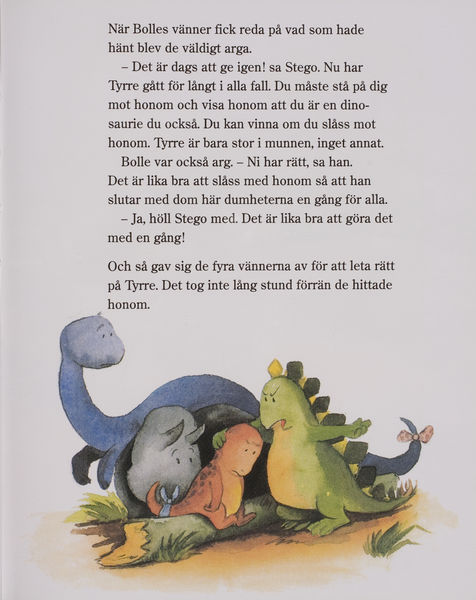 När Bolles vänner fick reda på vad som hade
hänt blev de väldigt arga.
– Det är dags att ge igen! sa Stego. Nu har
Tyrre gått för långt i alla fall. Du måste stå på dig
mot honom och visa honom att du är en dino-
saurie du också. Du kan vinna om du slåss mot
honom. Tyrre är bara stor i munnen, inget annat.
Bolle var också arg. – Ni har rätt, sa han.
Det är lika bra att slåss med honom så att han
slutar med dom här dumheterna en gång för alla.
– Ja, höll Stego med. Det är lika bra att göra det
med en gång!
Och så gav sig de fyra vännerna av för att leta rätt
på Tyrre. Det tog inte lång stund förrän de hittade
honom.